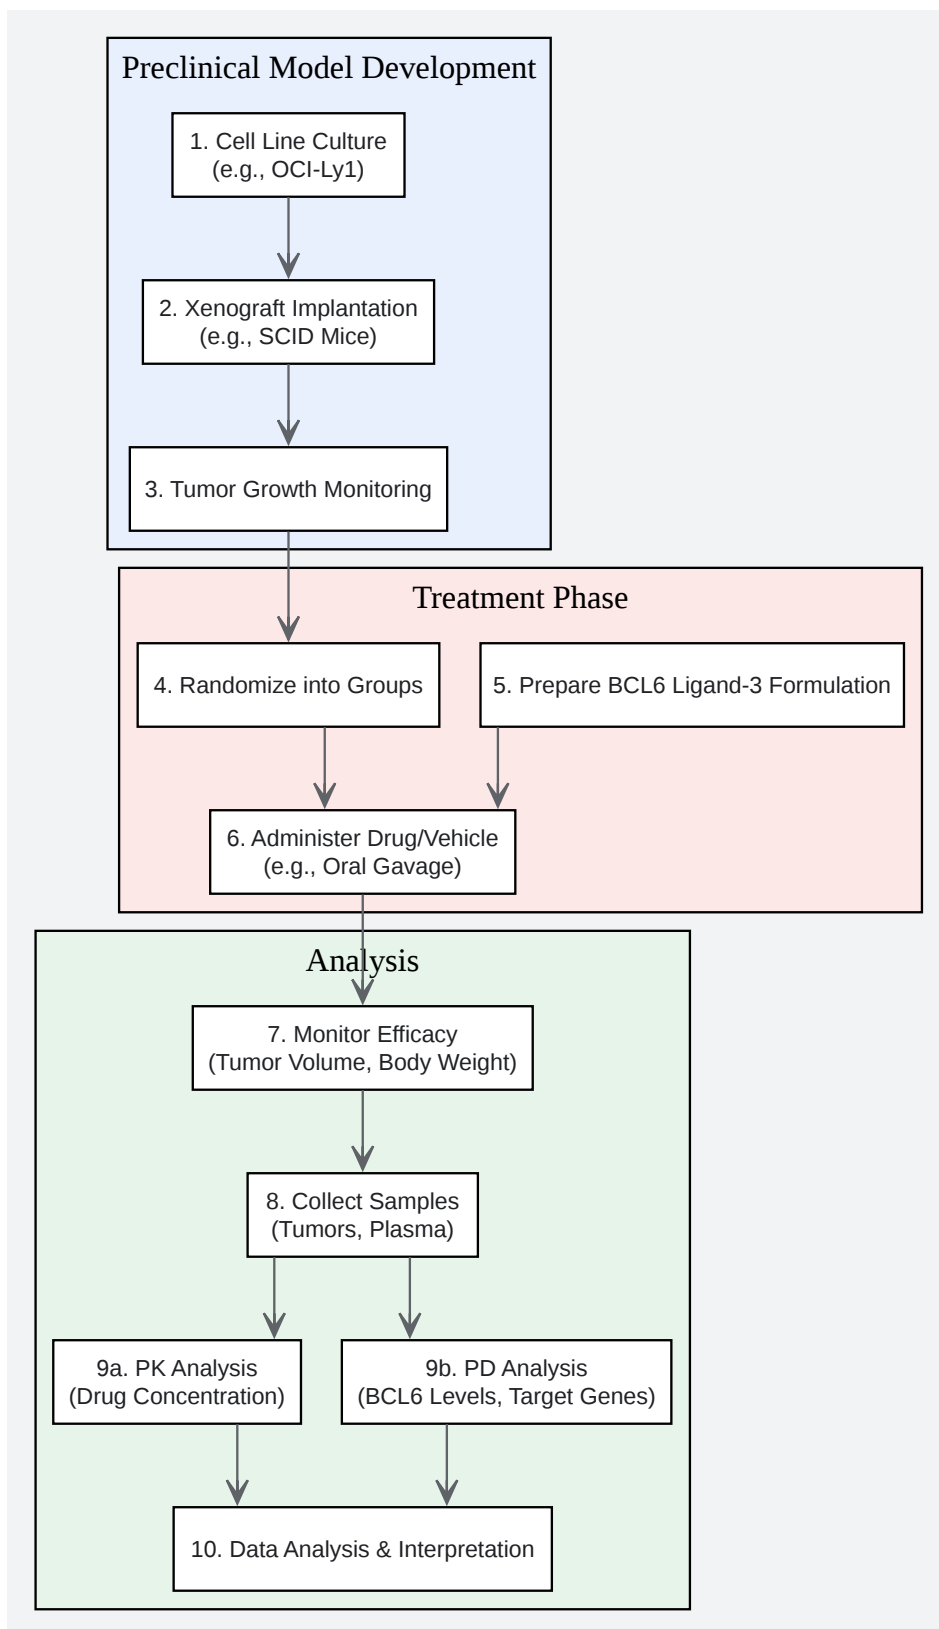 Preclinical Model Development
1. Cell Line Culture
(e.g., OCI-Ly1)
2. Xenograft Implantation
(e.g., SCID Mice)
3. Tumor Growth Monitoring
Treatment Phase
4. Randomize into Groups
5. Prepare BCL6 Ligand-3 Formulation
6. Administer Drug/Vehicle
(e.g., Oral Gavage)
Analysis
7. Monitor Efficacy
(Tumor Volume, Body Weight)
8. Collect Samples
(Tumors, Plasma)
9a. PK Analysis
(Drug Concentration)
9b. PD Analysis
(BCL6 Levels, Target Genes)
10. Data Analysis & Interpretation